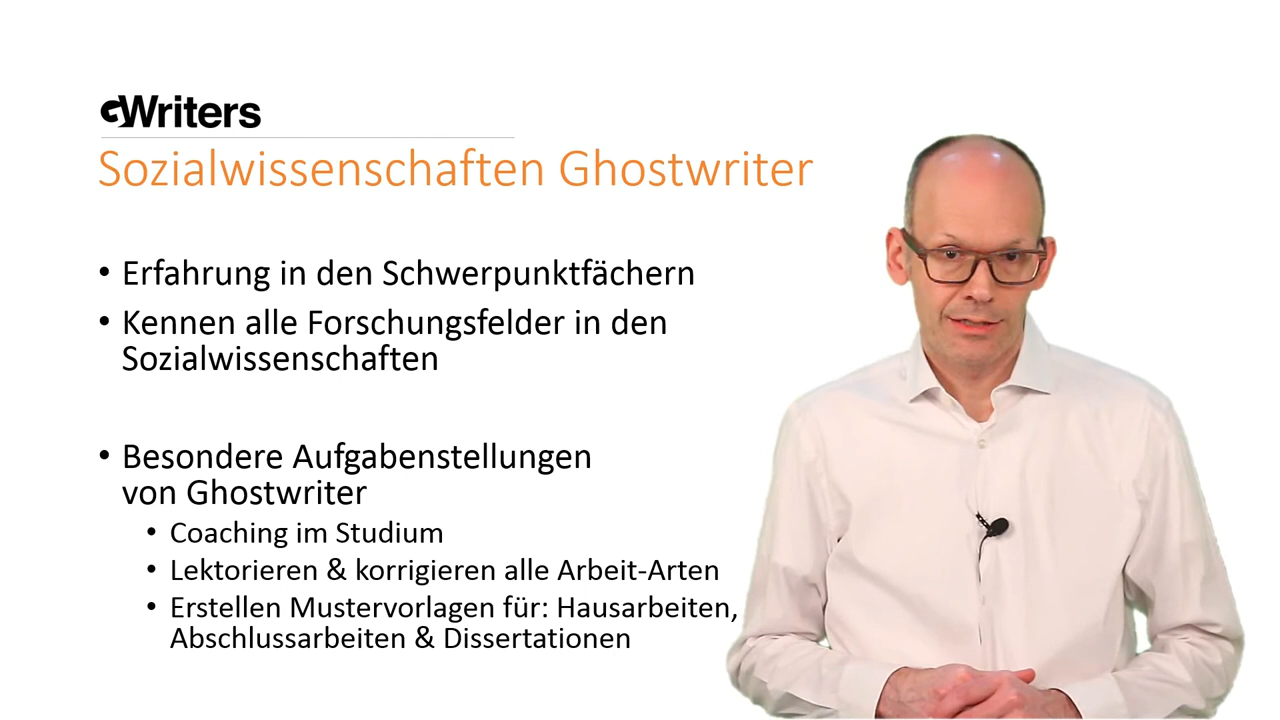 GWriters
Sozialwissenschaften Ghostwriter
• Erfahrung in den Schwerpunktfächern
• Kennen alle Forschungsfelder in den
Sozialwissenschaften
• Besondere Aufgabenstellungen
von Ghostwriter
• Coaching im Studium
• Lektorieren & korrigieren alle Arbeit-Arten
• Erstellen Mustervorlagen für: Hausarbeiten,
Abschlussarbeiten & Dissertationen